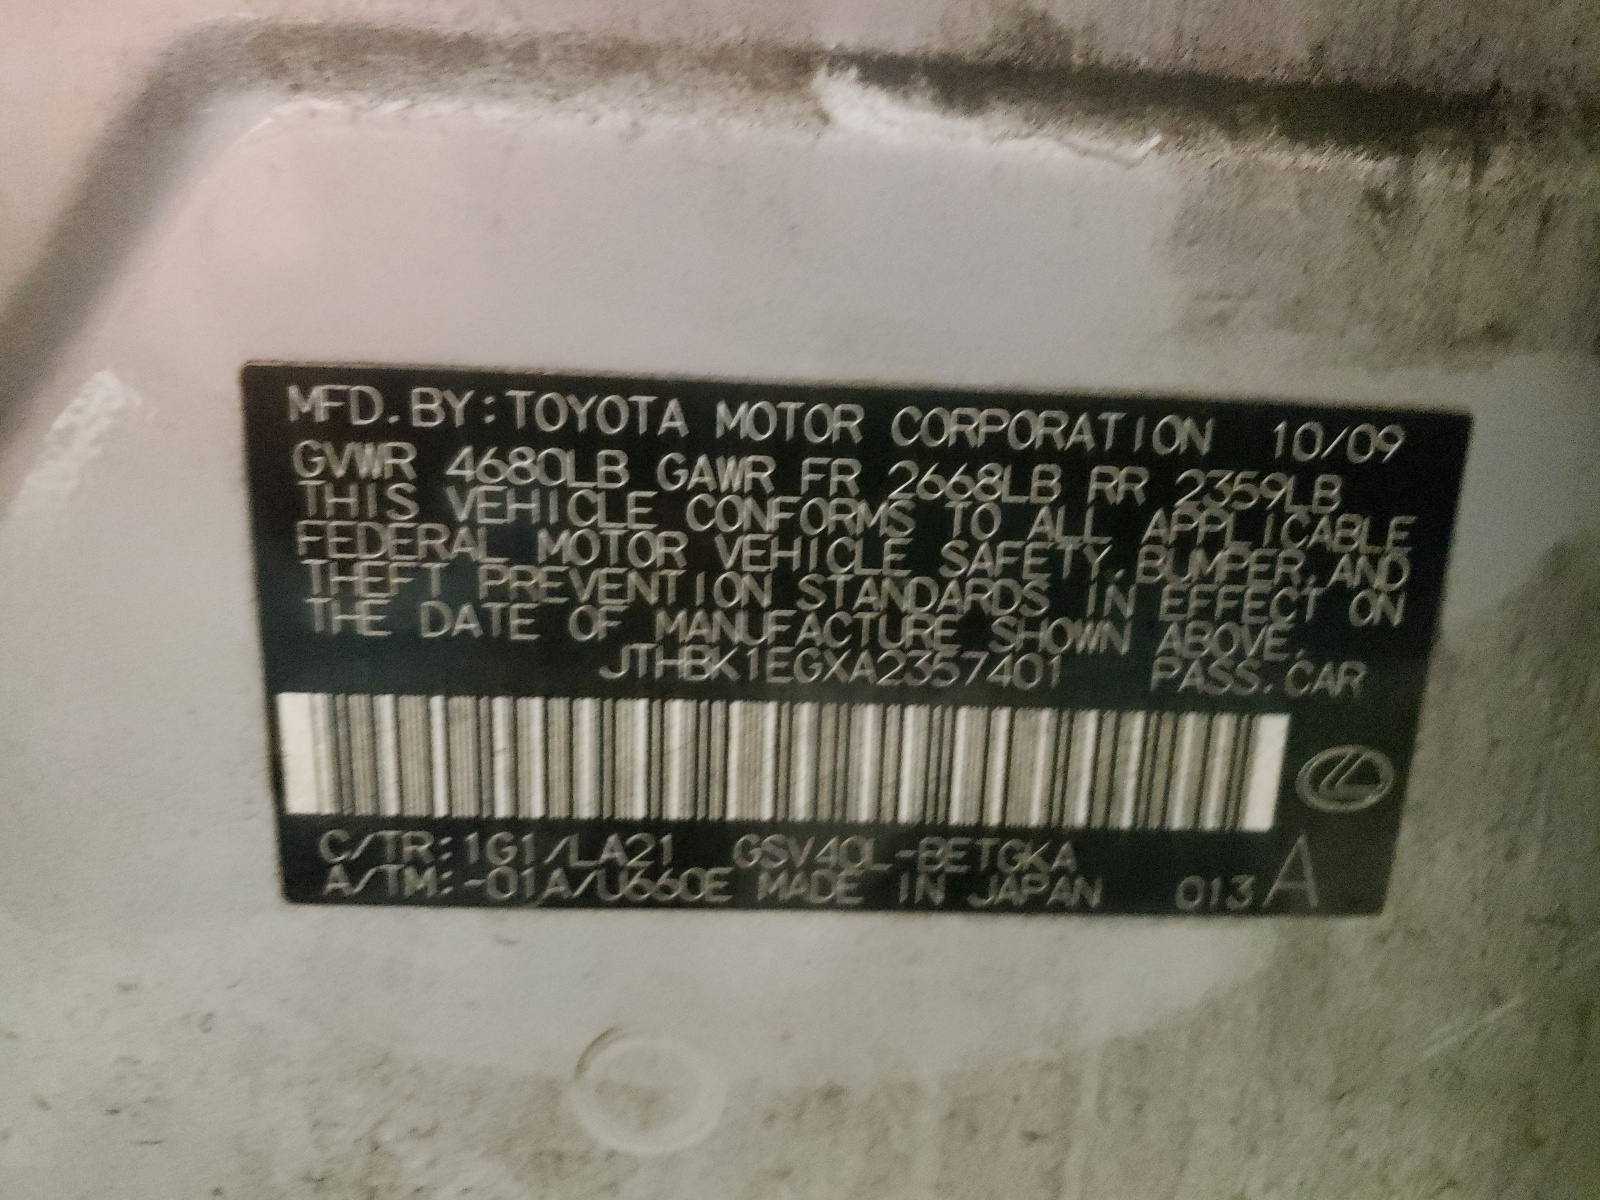 MFD. BY: TOYOTA MOTOR CORPORATION 10/09
GVWR 4680LB GAWR FR 2668LB RR 2359LB
THIS VEHICLE CONFORMS TO ALL APPLICABLE
FEDERAL MOTOR VEHICLE SAFETY, BUMPER, AND
THEFT PREVENTION STANDARDS IN EFFECT ON
THE DATE OF MANUFACTURE SHOWN ABOVE.
JTHBK1EGXA2357401 PASS. CAR
C/TR: 1G1/LA21 GSV40L-BETGKA
A/TM: -01A/U660E MADE IN JAPAN 013 A